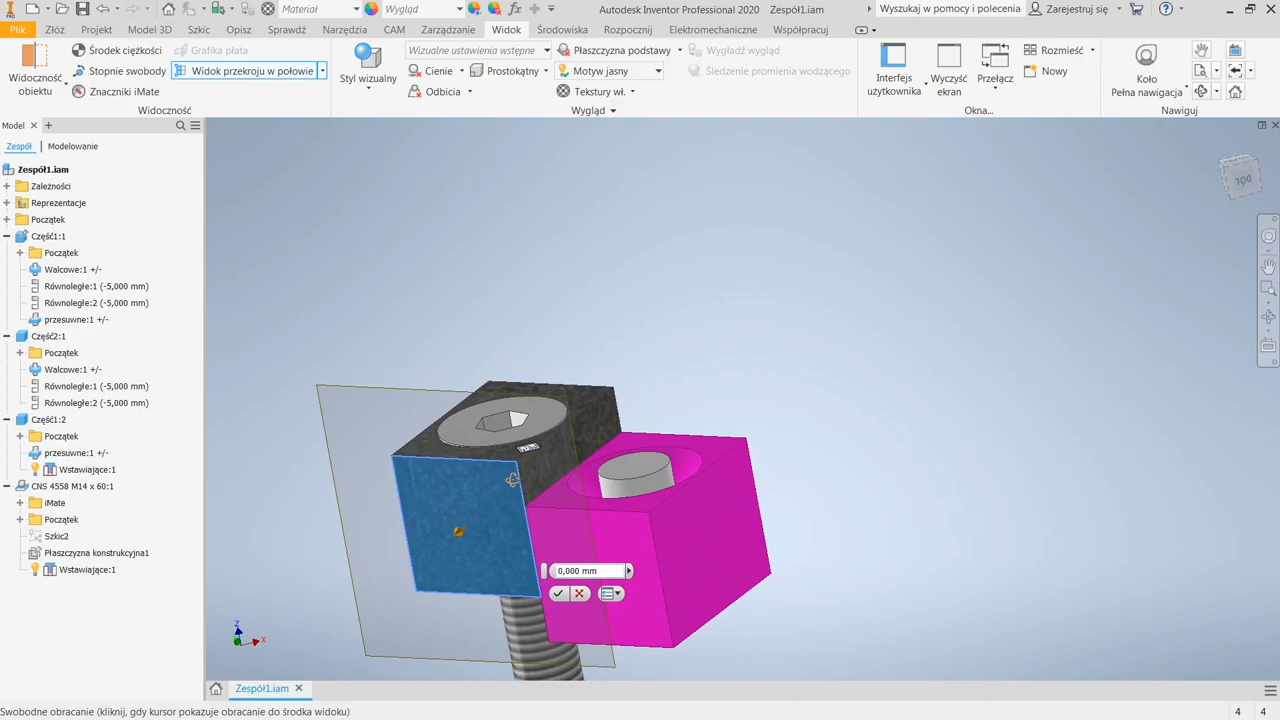 Materiał
Wygląd
Autodesk Inventor Professional 2020 Zespół1.iam
Wyszukaj w pomocy i polecenia
Zarejestruj się
PRO
Plik Złóż Projekt Model 3D Szkic Opisz Sprawdź Narzędzia CAM Zarządzanie Widok Środowiska Rozpocznij Elektromechaniczne Współpracuj
Widoczność obiektu
Środek ciężkości
Stopnie swobody
Znaczniki iMate
Grafika płata
Widok przekroju w połowie
Widoczność
Styl wizualny
Wizualne ustawienia wstępne
Cienie
Odbicia
Prostokątny
Płaszczyzna podstawy
Motyw jasny
Tekstury wł.
Wygładź wygląd
Śledzenie promienia wodzącego
Wygląd
Interfejs użytkownika
Wyczyść ekran
Przełącz
Rozmieść
Nowy
Okna...
Koło
Pełna nawigacja
Nawiguj
Model
Zespół Modelowanie
Zespół1.iam
Zależności
Reprezentacje
Początek
Część1:1
Początek
Walcowe:1 +/-
Równoległe:1 (-5,000 mm)
Równoległe:2 (-5,000 mm)
przesuwne:1 +/-
Część2:1
Początek
Walcowe:1 +/-
Równoległe:1 (-5,000 mm)
Równoległe:2 (-5,000 mm)
Część1:2
Początek
przesuwne:1 +/-
Wstawiające:1
CNS 4558 M14 x 60:1
iMate
Początek
Szkic2
Płaszczyzna konstrukcyjna1
Wstawiające:1
0,000 mm
Z
X
Zespół1.iam
Swobodne obracanie (kliknij, gdy kursor pokazuje obracanie do środka widoku)
4 4